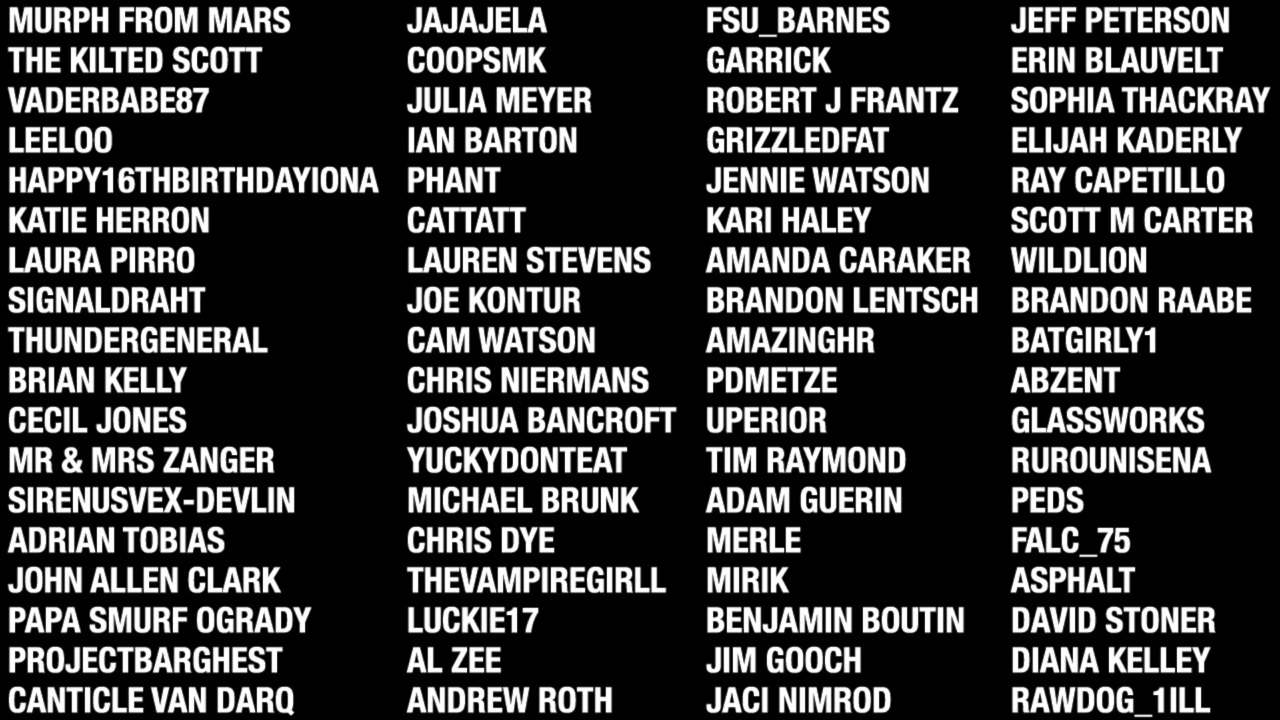 MURPH FROM MARS
THE KILTED SCOTT
VADERBABE87
LEELOO
HAPPY16THBIRTHDAYIONA
KATIE HERRON
LAURA PIRRO
SIGNALDRAHT
THUNDERGENERAL
BRIAN KELLY
CECIL JONES
MR & MRS ZANGER
SIRENUSVEX-DEVLIN
ADRIAN TOBIAS
JOHN ALLEN CLARK
PAPA SMURF OGRADY
PROJECTBARGHEST
CANTICLE VAN DARQ
JAJAJELA
COOPSMK
JULIA MEYER
IAN BARTON
PHANT
CATTATT
LAUREN STEVENS
JOE KONTUR
CAM WATSON
CHRIS NIERMANS
JOSHUA BANCROFT
YUCKYDONTEAT
MICHAEL BRUNK
CHRIS DYE
THEVAMPIREGIRLL
LUCKIE17
AL ZEE
ANDREW ROTH
FSU_BARNES
GARRICK
ROBERT J FRANTZ
GRIZZLEDFAT
JENNIE WATSON
KARI HALEY
AMANDA CARAKER
BRANDON LENTSCH
AMAZINGHR
PDMETZE
UPERIOR
TIM RAYMOND
ADAM GUERIN
MERLE
MIRIK
BENJAMIN BOUTIN
JIM GOOCH
JACI NIMROD
JEFF PETERSON
ERIN BLAUVELT
SOPHIA THACKRAY
ELIJAH KADERLY
RAY CAPETILLO
SCOTT M CARTER
WILDLION
BRANDON RAABE
BATGIRLY1
ABZENT
GLASSWORKS
RUROUNISENA
PEDS
FALC_75
ASPHALT
DAVID STONER
DIANA KELLEY
RAWDOG_1ILL